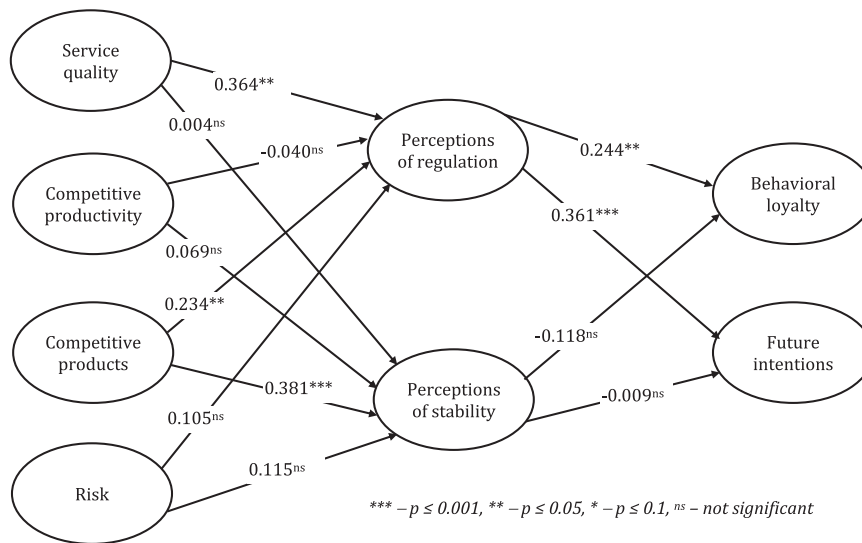 Service
quality
0.364**
0.004ns
Perceptions
of regulation
-0.040ns
0.244**
Behavioral
loyalty
Competitive
productivity
0.361***
0.069ns
0.234**
-0.118ns
Competitive
products
Future
intentions
0.381***
Perceptions
of stability
-0.009ns
0.105ns
0.115ns
Risk
*** – p ≤ 0.001, ** – p ≤ 0.05, * – p ≤ 0.1, ns – not significant